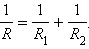 1/R = 1/R₁ + 1/R₂.